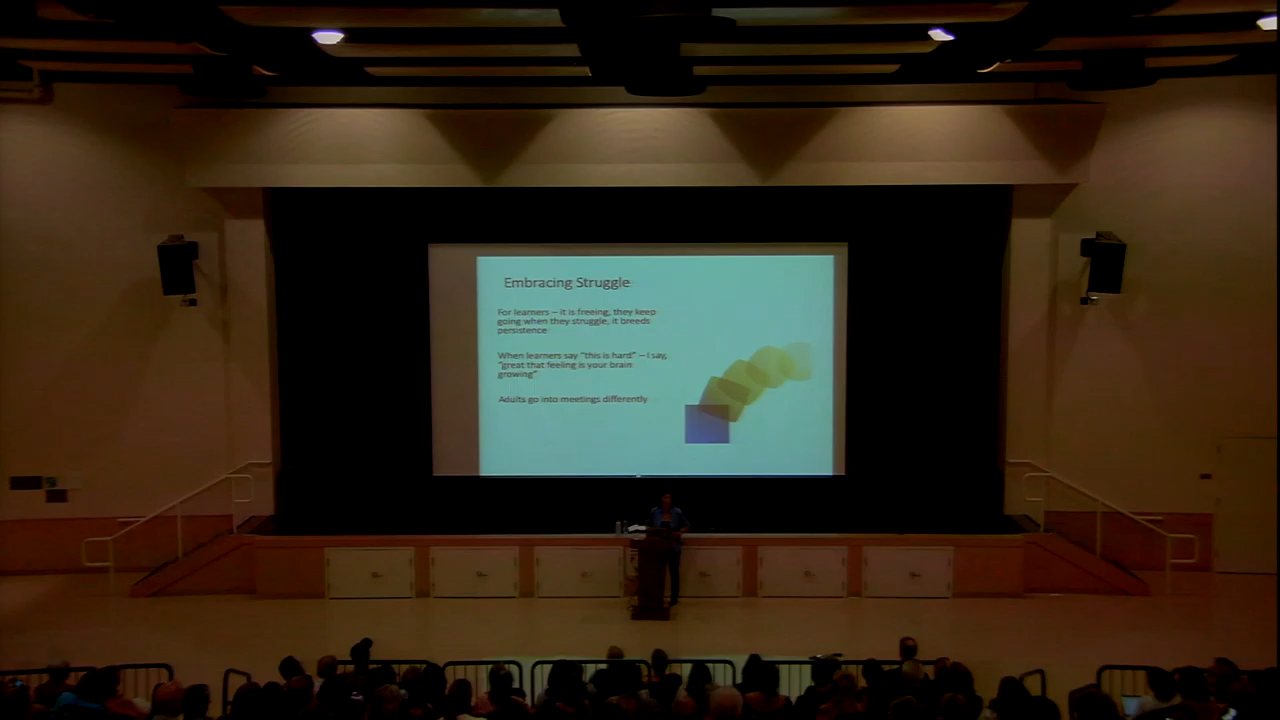 Embracing Struggle
For learners – it is freeing, they keep
going when they struggle, it breeds
persistence
When learners say "this is hard" – I say,
"great that feeling is your brain
growing"
Adults go into meetings differently